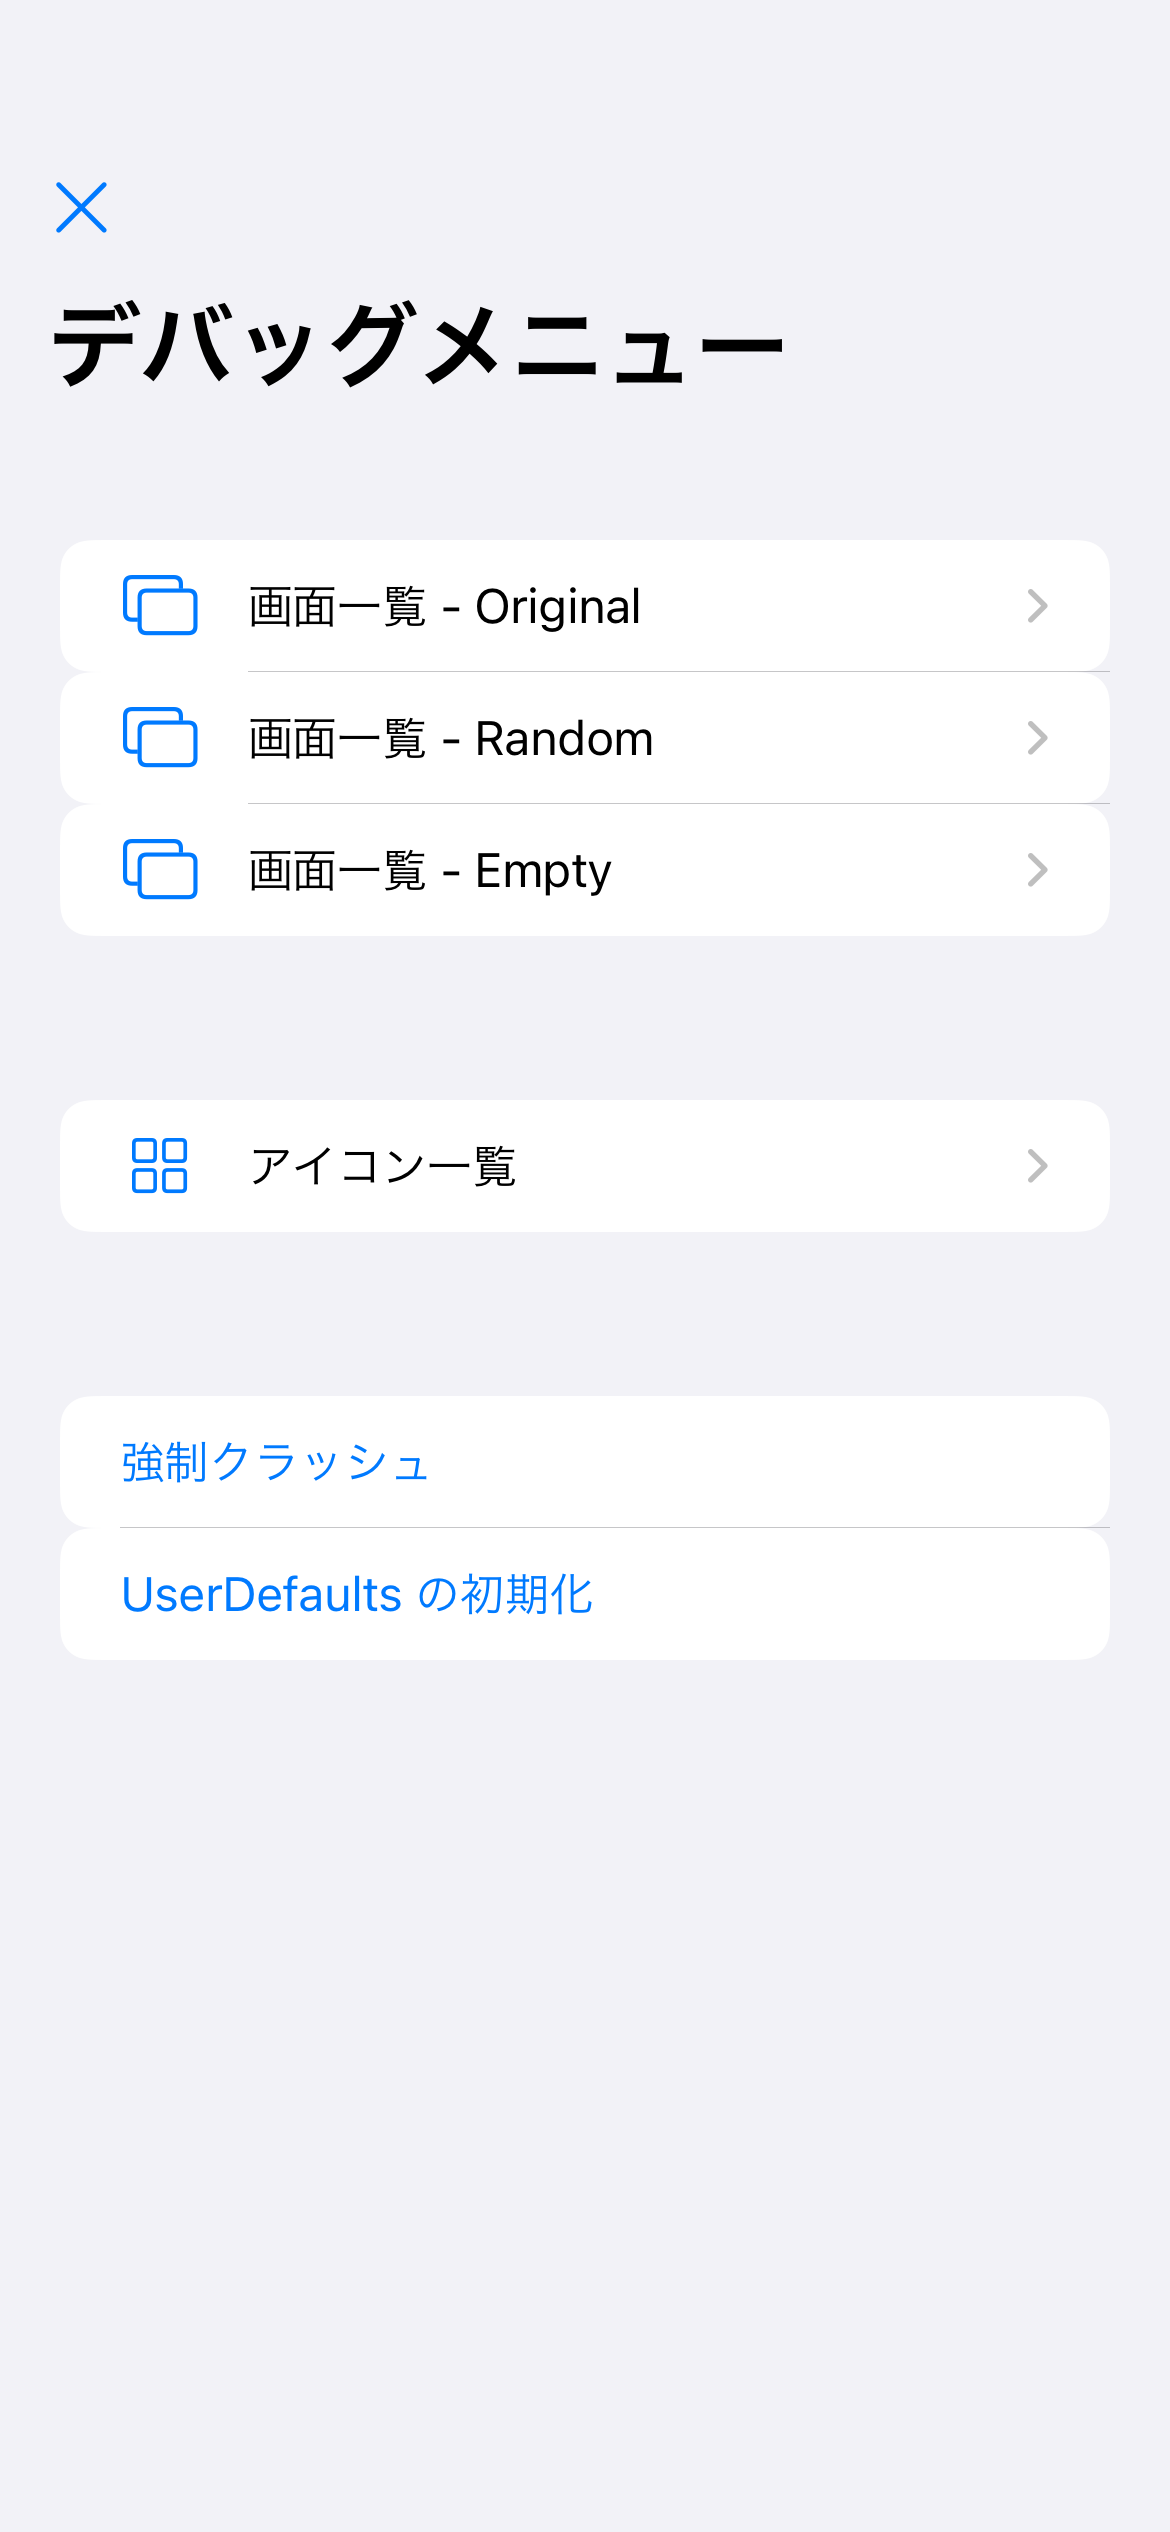 デバッグメニュー
画面一覧 - Original
画面一覧 - Random
画面一覧 - Empty
アイコン一覧
強制クラッシュ
UserDefaults の初期化